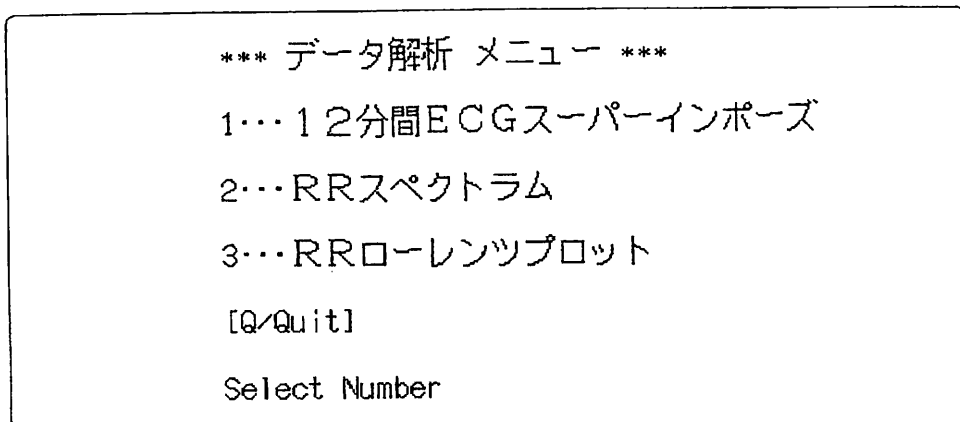 *** データ解析 メニュー ***
1···12分間ECGスーパーインポーズ
2···RRスペクトラム
3···RRローレンツプロット
[Q/Quit]
Select Number